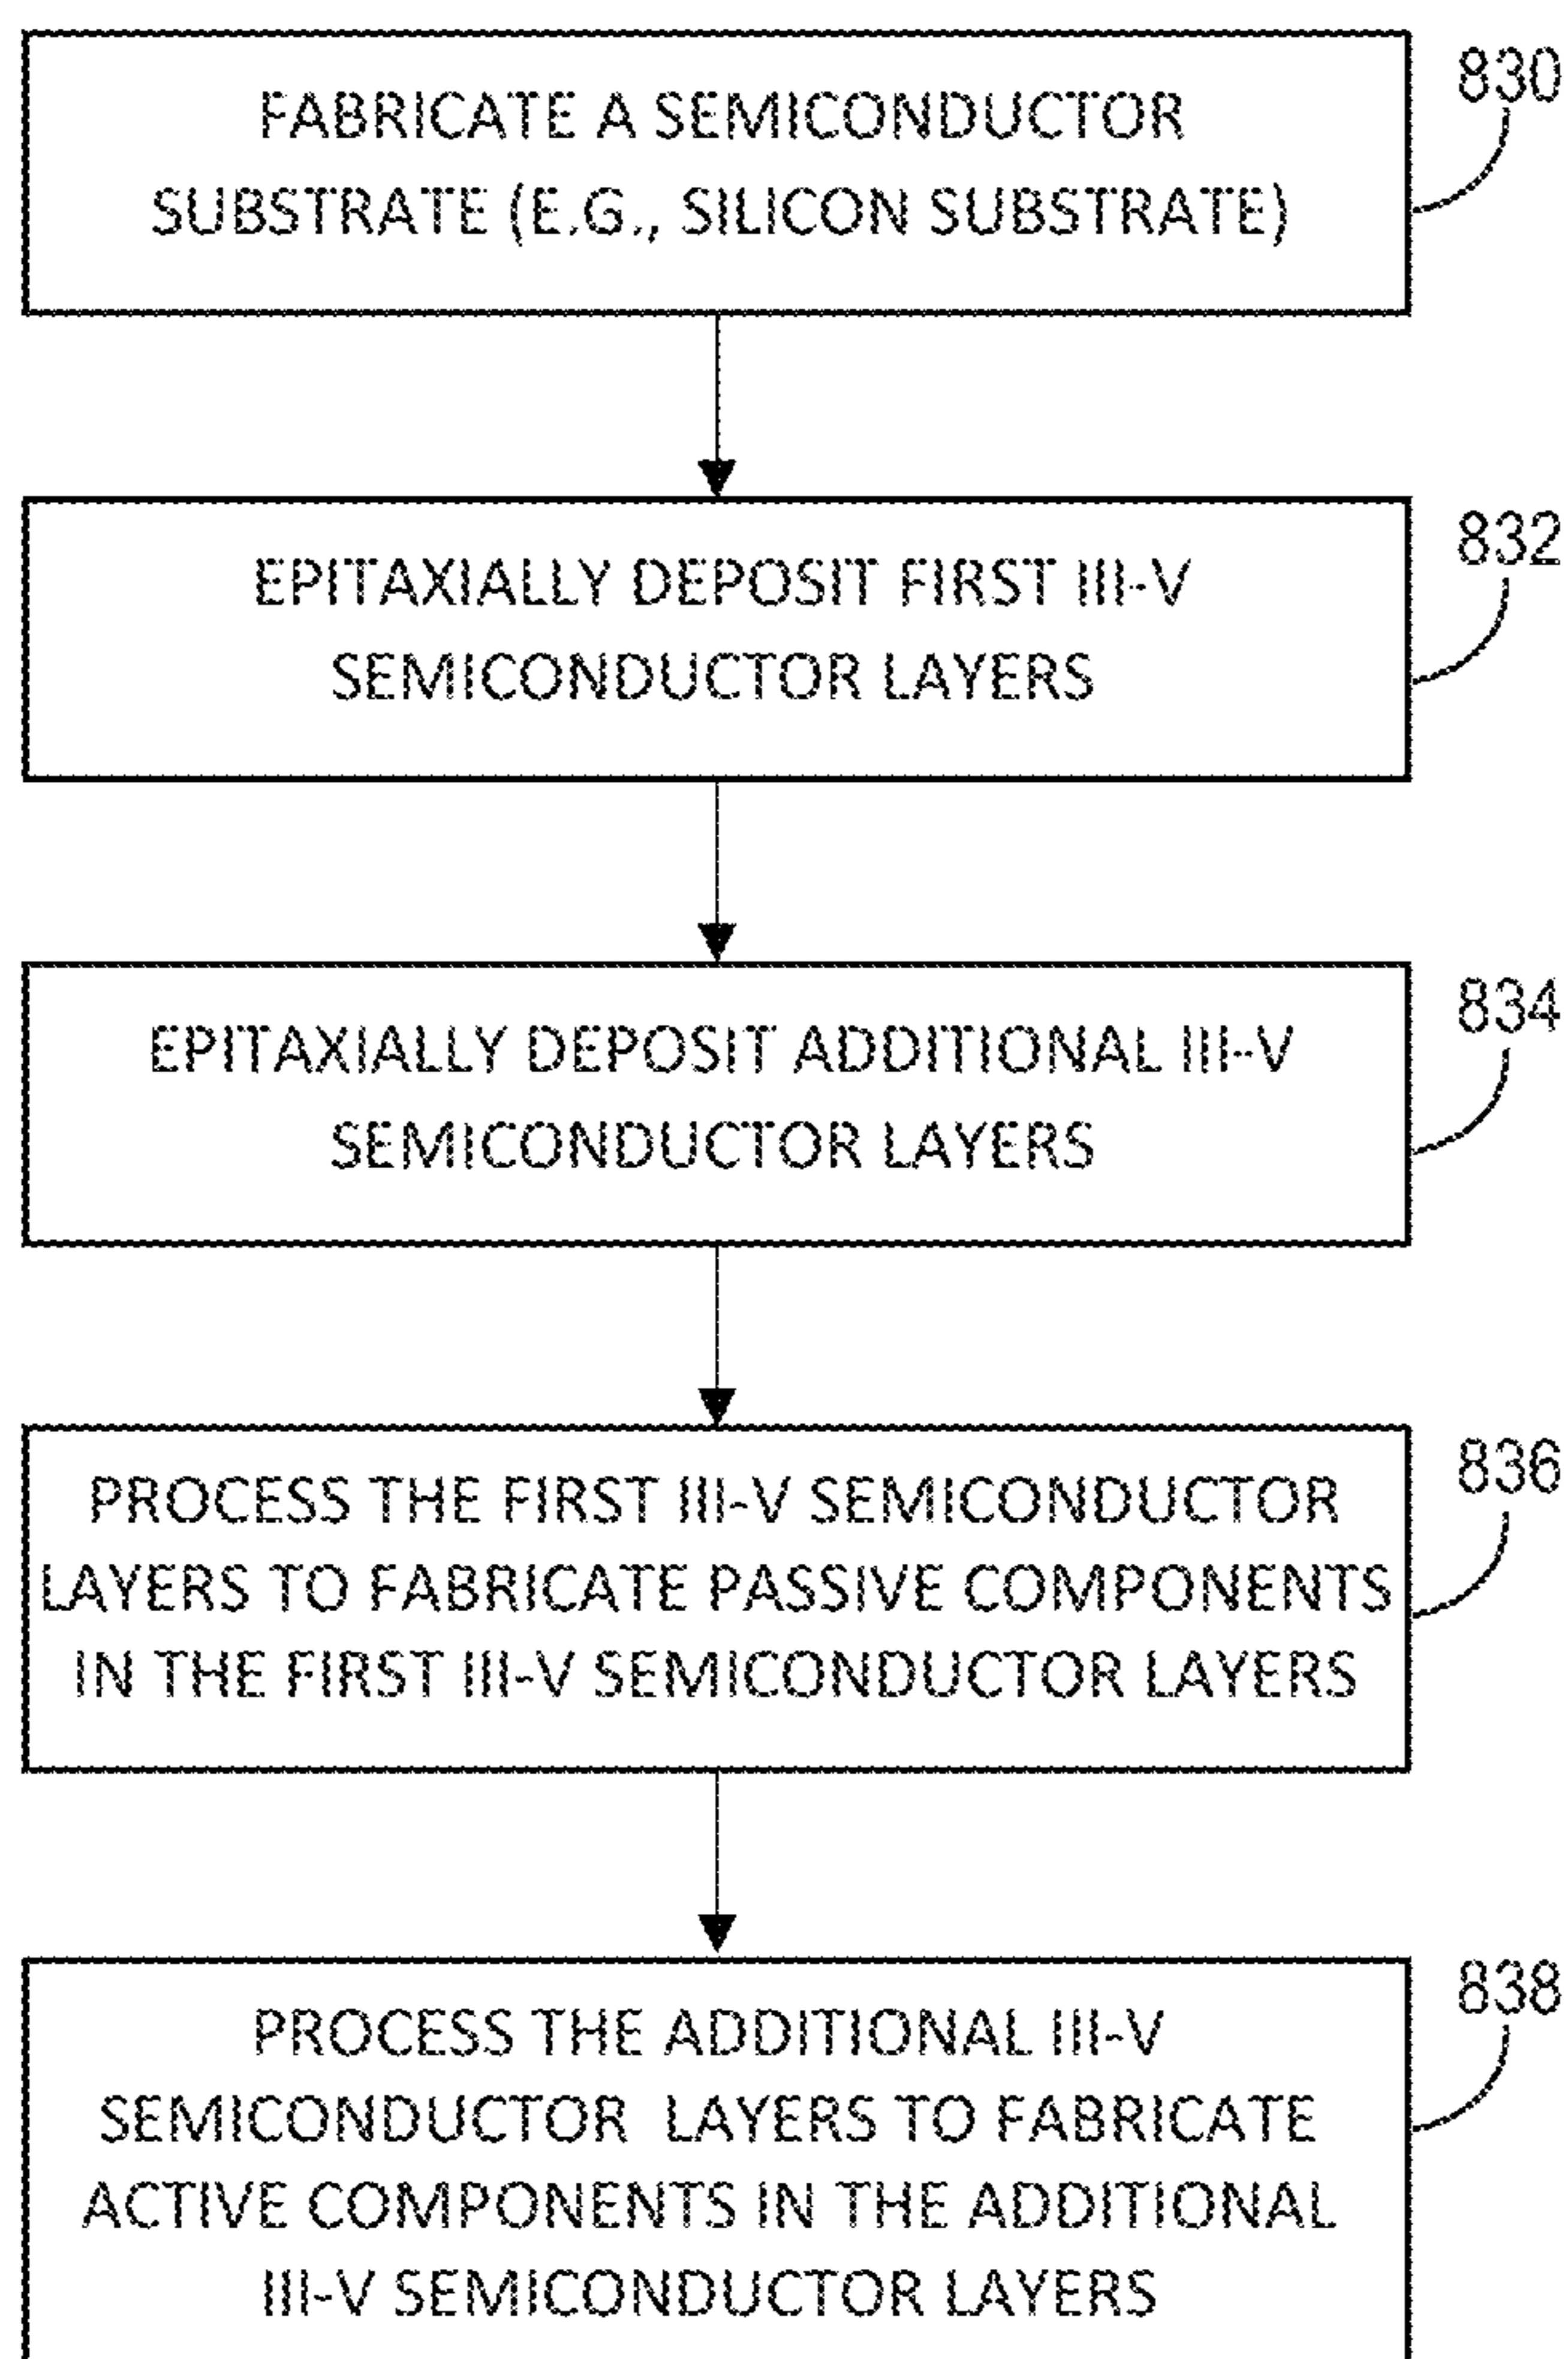 FABRICATE A SEMICONDUCTOR
SUBSTRATE (E.G., SILICON SUBSTRATE)
830
EPITAXIALLY DEPOSIT FIRST III-V
SEMICONDUCTOR LAYERS
832
EPITAXIALLY DEPOSIT ADDITIONAL III-V
SEMICONDUCTOR LAYERS
834
PROCESS THE FIRST III-V SEMICONDUCTOR
LAYERS TO FABRICATE PASSIVE COMPONENTS
IN THE FIRST III-V SEMICONDUCTOR LAYERS
836
PROCESS THE ADDITIONAL III-V
SEMICONDUCTOR LAYERS TO FABRICATE
ACTIVE COMPONENTS IN THE ADDITIONAL
III-V SEMICONDUCTOR LAYERS
838